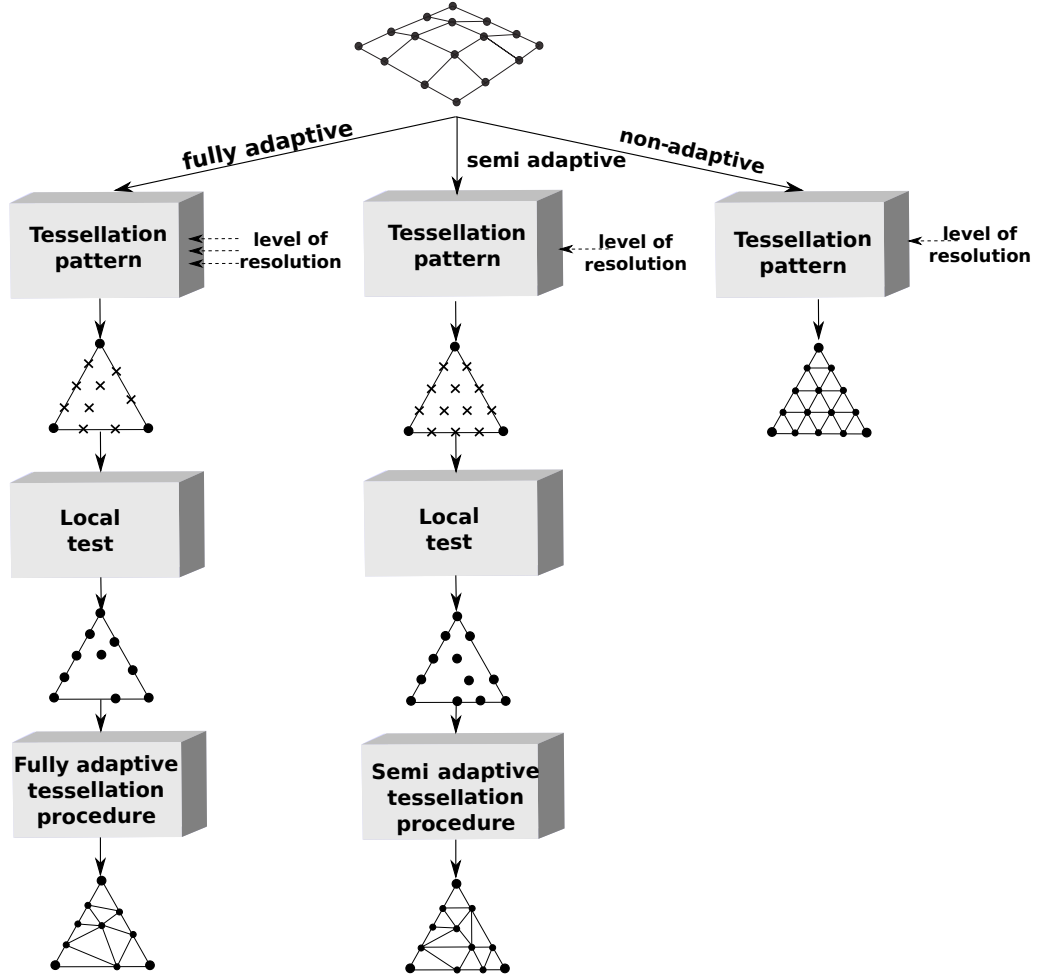 fully adaptive
semi adaptive
non-adaptive
Tessellation
pattern
level of
resolution
Tessellation
pattern
level of
resolution
Tessellation
pattern
level of
resolution
Local
test
Local
test
Fully adaptive
tessellation
procedure
Semi adaptive
tessellation
procedure